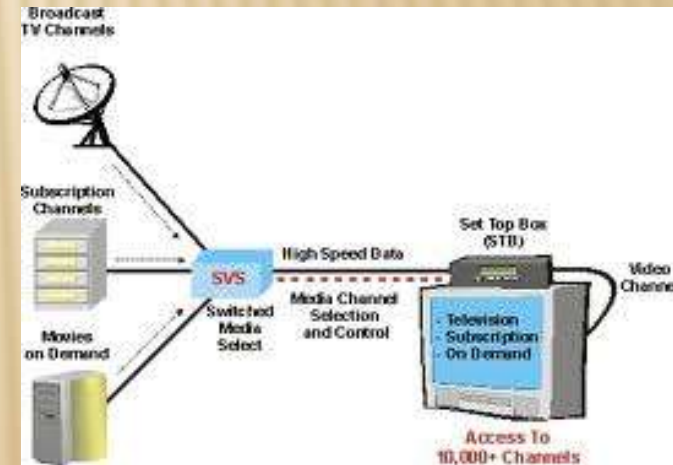 Broadcast
TV Channels
Subscription
Channels
Movies
on Demand
SVS
Switched
Media
Select
High Speed Data
Media Channel
Selection
and Control
Set Top Box
(STB)
Video
Channel
- Television
- Subscription
- On Demand
Access To
10,000+ Channels